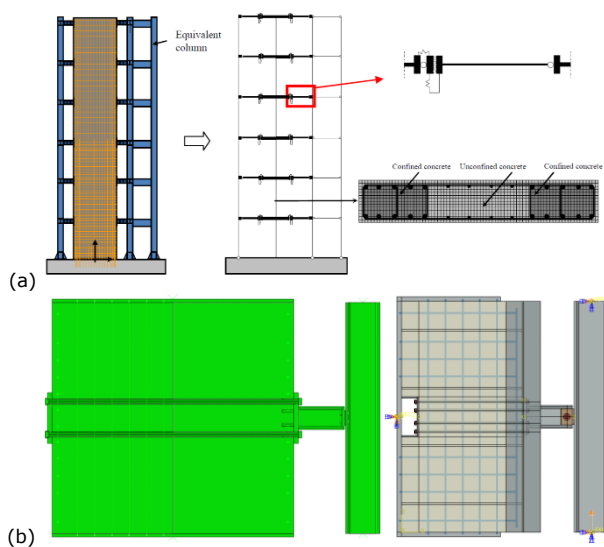 Equivalent
column
Confined concrete Unconfined concrete Confined concrete
(a)
(b)